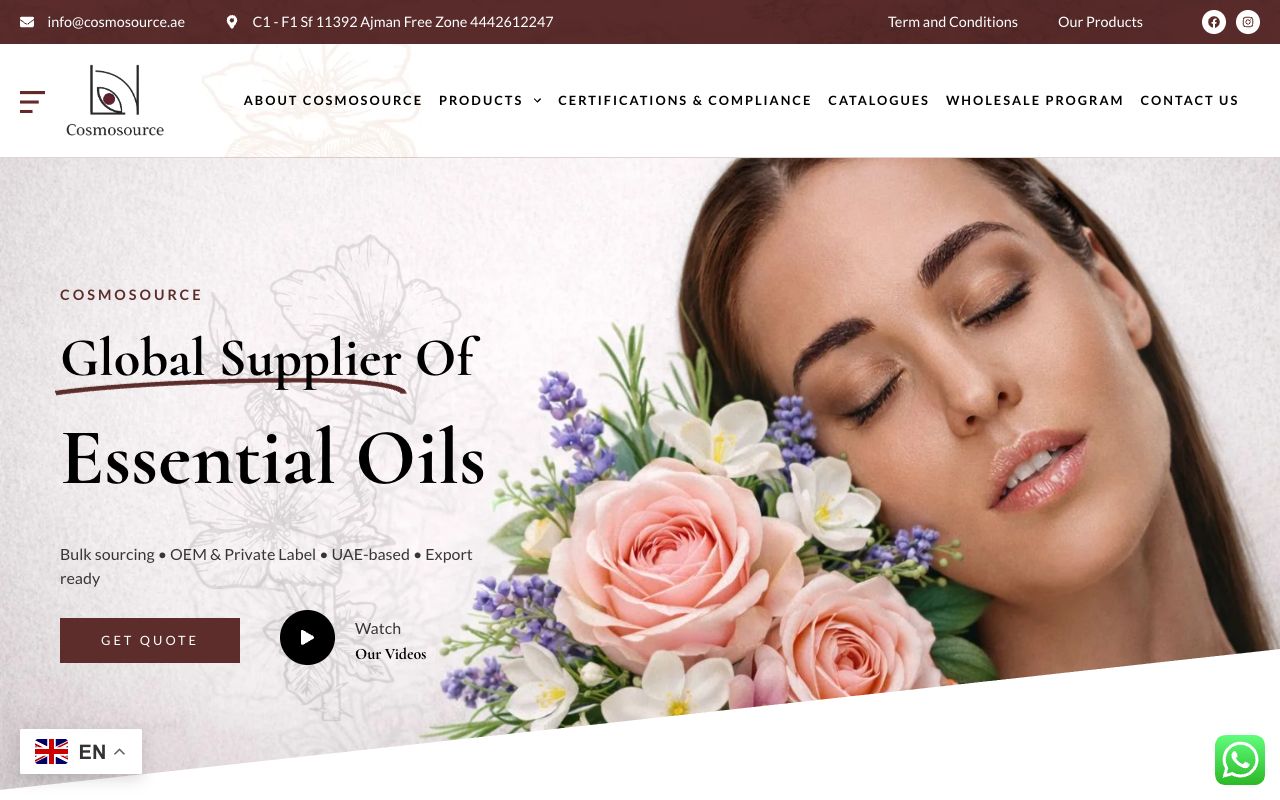 info@cosmosource.ae
C1 - F1 Sf 11392 Ajman Free Zone 4442612247
Term and Conditions
Our Products
Cosmosource
ABOUT COSMOSOURCE
PRODUCTS
CERTIFICATIONS & COMPLIANCE
CATALOGUES
WHOLESALE PROGRAM
CONTACT US
COSMOSOURCE
Global Supplier Of
Essential Oils
Bulk sourcing • OEM & Private Label • UAE-based • Export
ready
GET QUOTE
Watch
Our Videos
EN